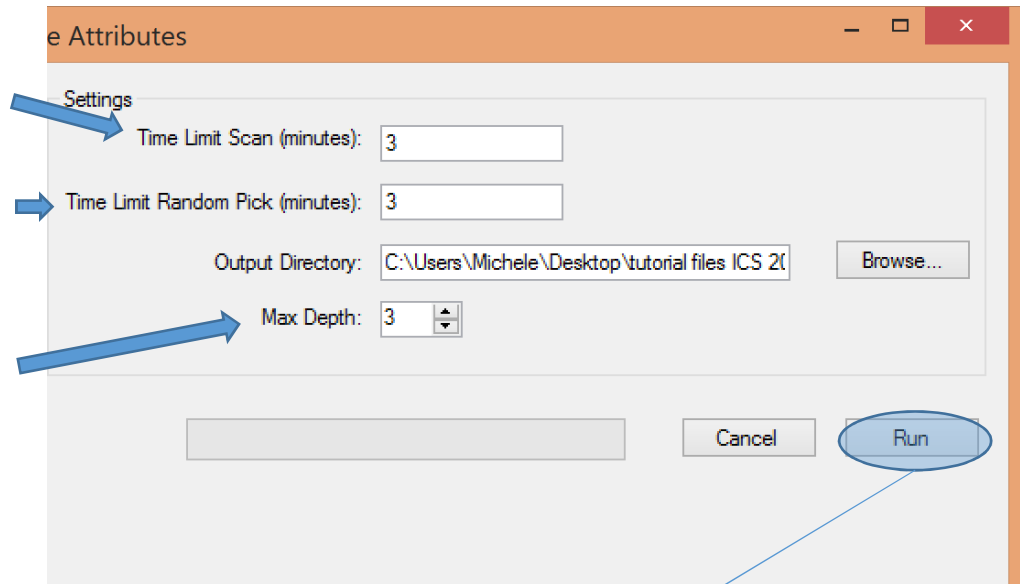 e Attributes
Settings
Time Limit Scan (minutes): 3
Time Limit Random Pick (minutes): 3
Output Directory: C:\Users\Michele\Desktop\tutorial files ICS 20 Browse...
Max Depth: 3
Cancel Run